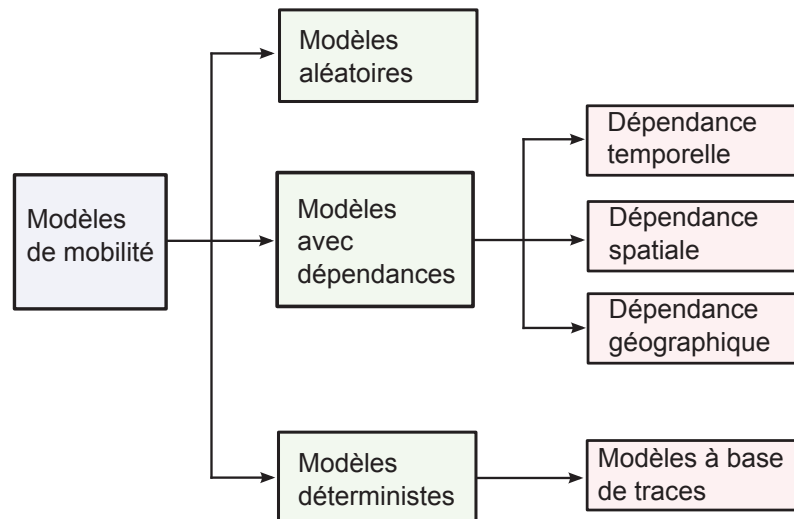 Modèles
aléatoires
Dépendance
temporelle
Modèles
de mobilité
Modèles
avec
dépendances
Dépendance
spatiale
Dépendance
géographique
Modèles
déterministes
Modèles à base
de traces